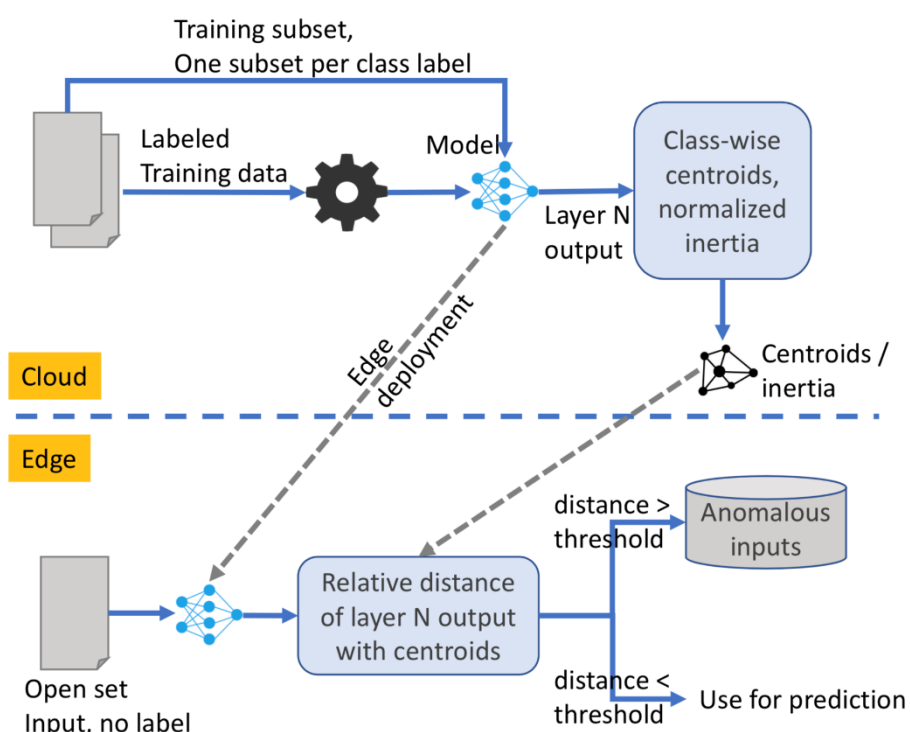 Training subset,
One subset per class label
Labeled
Training data
Model
Layer N
output
Class-wise
centroids,
normalized
inertia
Edge
deployment
Centroids /
inertia
Cloud
Edge
distance >
threshold
Anomalous
inputs
Relative distance
of layer N output
with centroids
distance <
threshold
Use for prediction
Open set
Input, no label